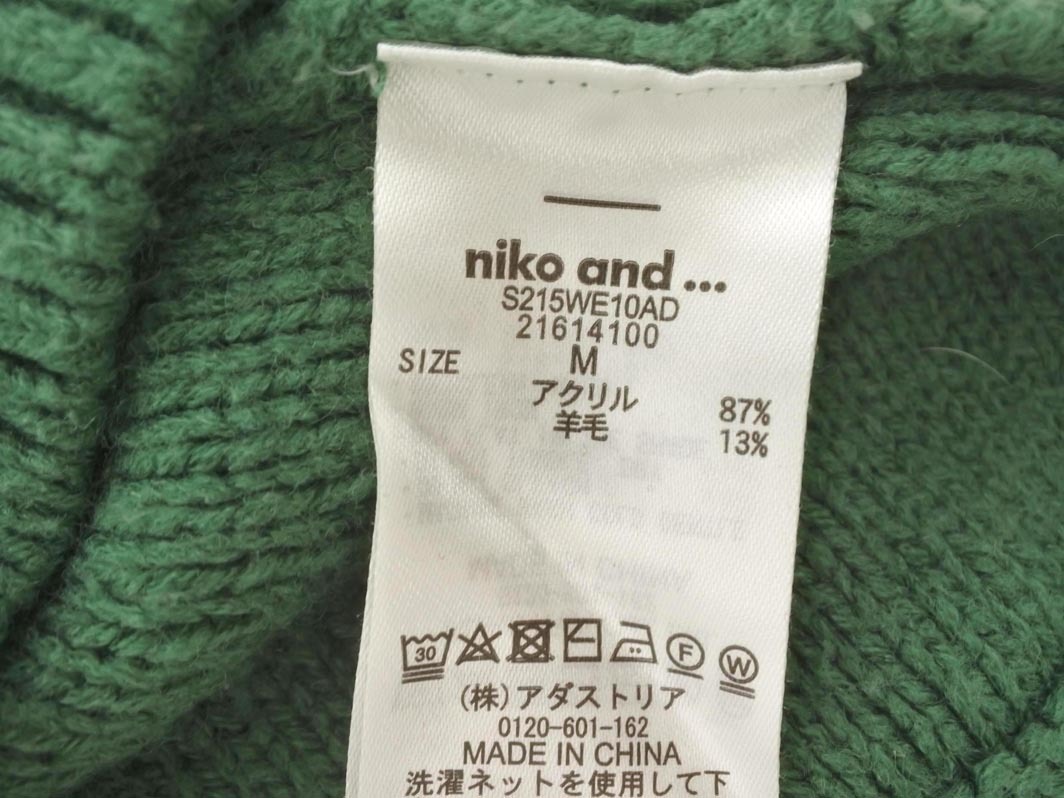 niko and ...
S215WE10AD
21614100
SIZE M
アクリル 87%
羊毛 13%
30 F W
(株)アダストリア
0120-601-162
MADE IN CHINA
洗濯ネットを使用して下